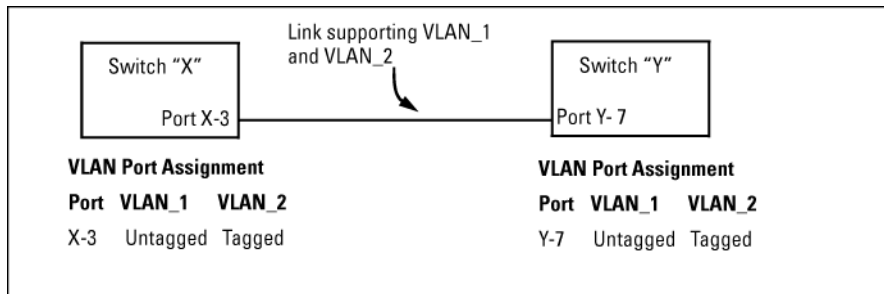 Link supporting VLAN_1
and VLAN_2
Switch “X”
Switch “Y”
Port X-3
Port Y- 7
VLAN Port Assignment
Port VLAN_1 VLAN_2
X-3 Untagged Tagged
VLAN Port Assignment
Port VLAN_1 VLAN_2
Y-7 Untagged Tagged